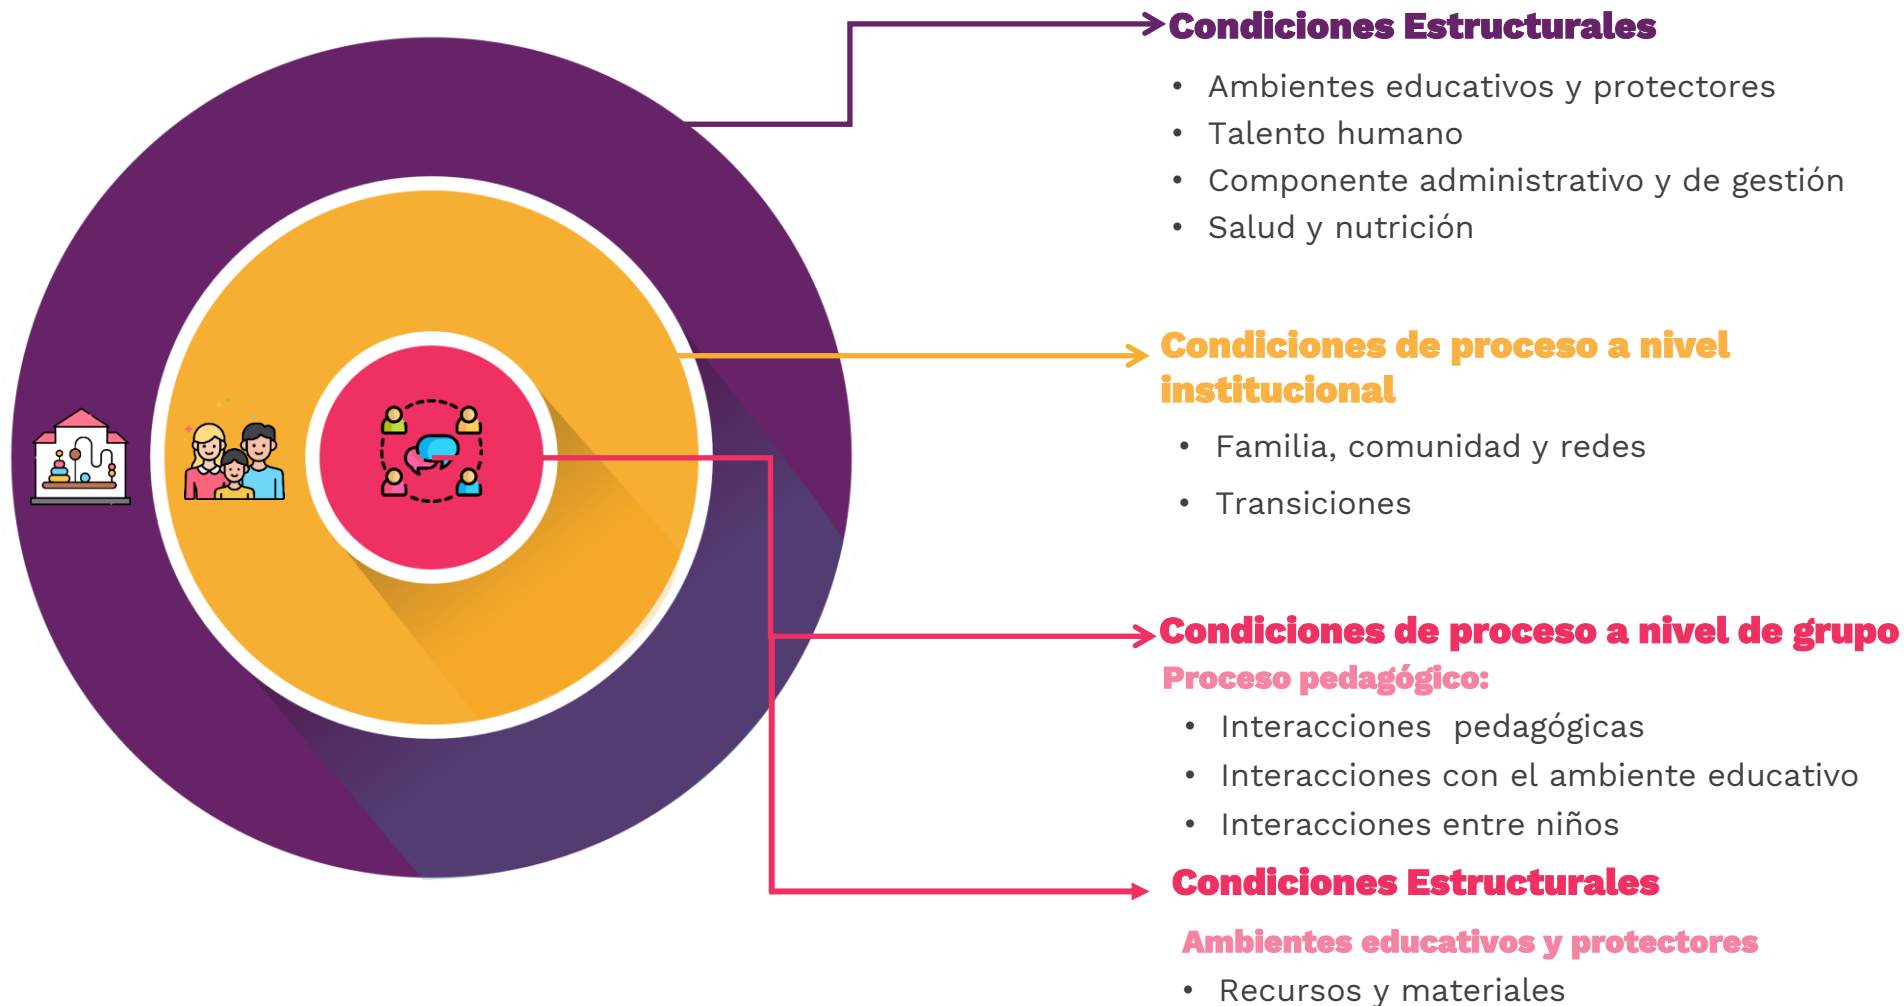 Condiciones Estructurales
• Ambientes educativos y protectores
• Talento humano
• Componente administrativo y de gestión
• Salud y nutrición
Condiciones de proceso a nivel
institucional
• Familia, comunidad y redes
• Transiciones
Condiciones de proceso a nivel de grupo
Proceso pedagógico:
• Interacciones pedagógicas
• Interacciones con el ambiente educativo
• Interacciones entre niños
Condiciones Estructurales
Ambientes educativos y protectores
• Recursos y materiales